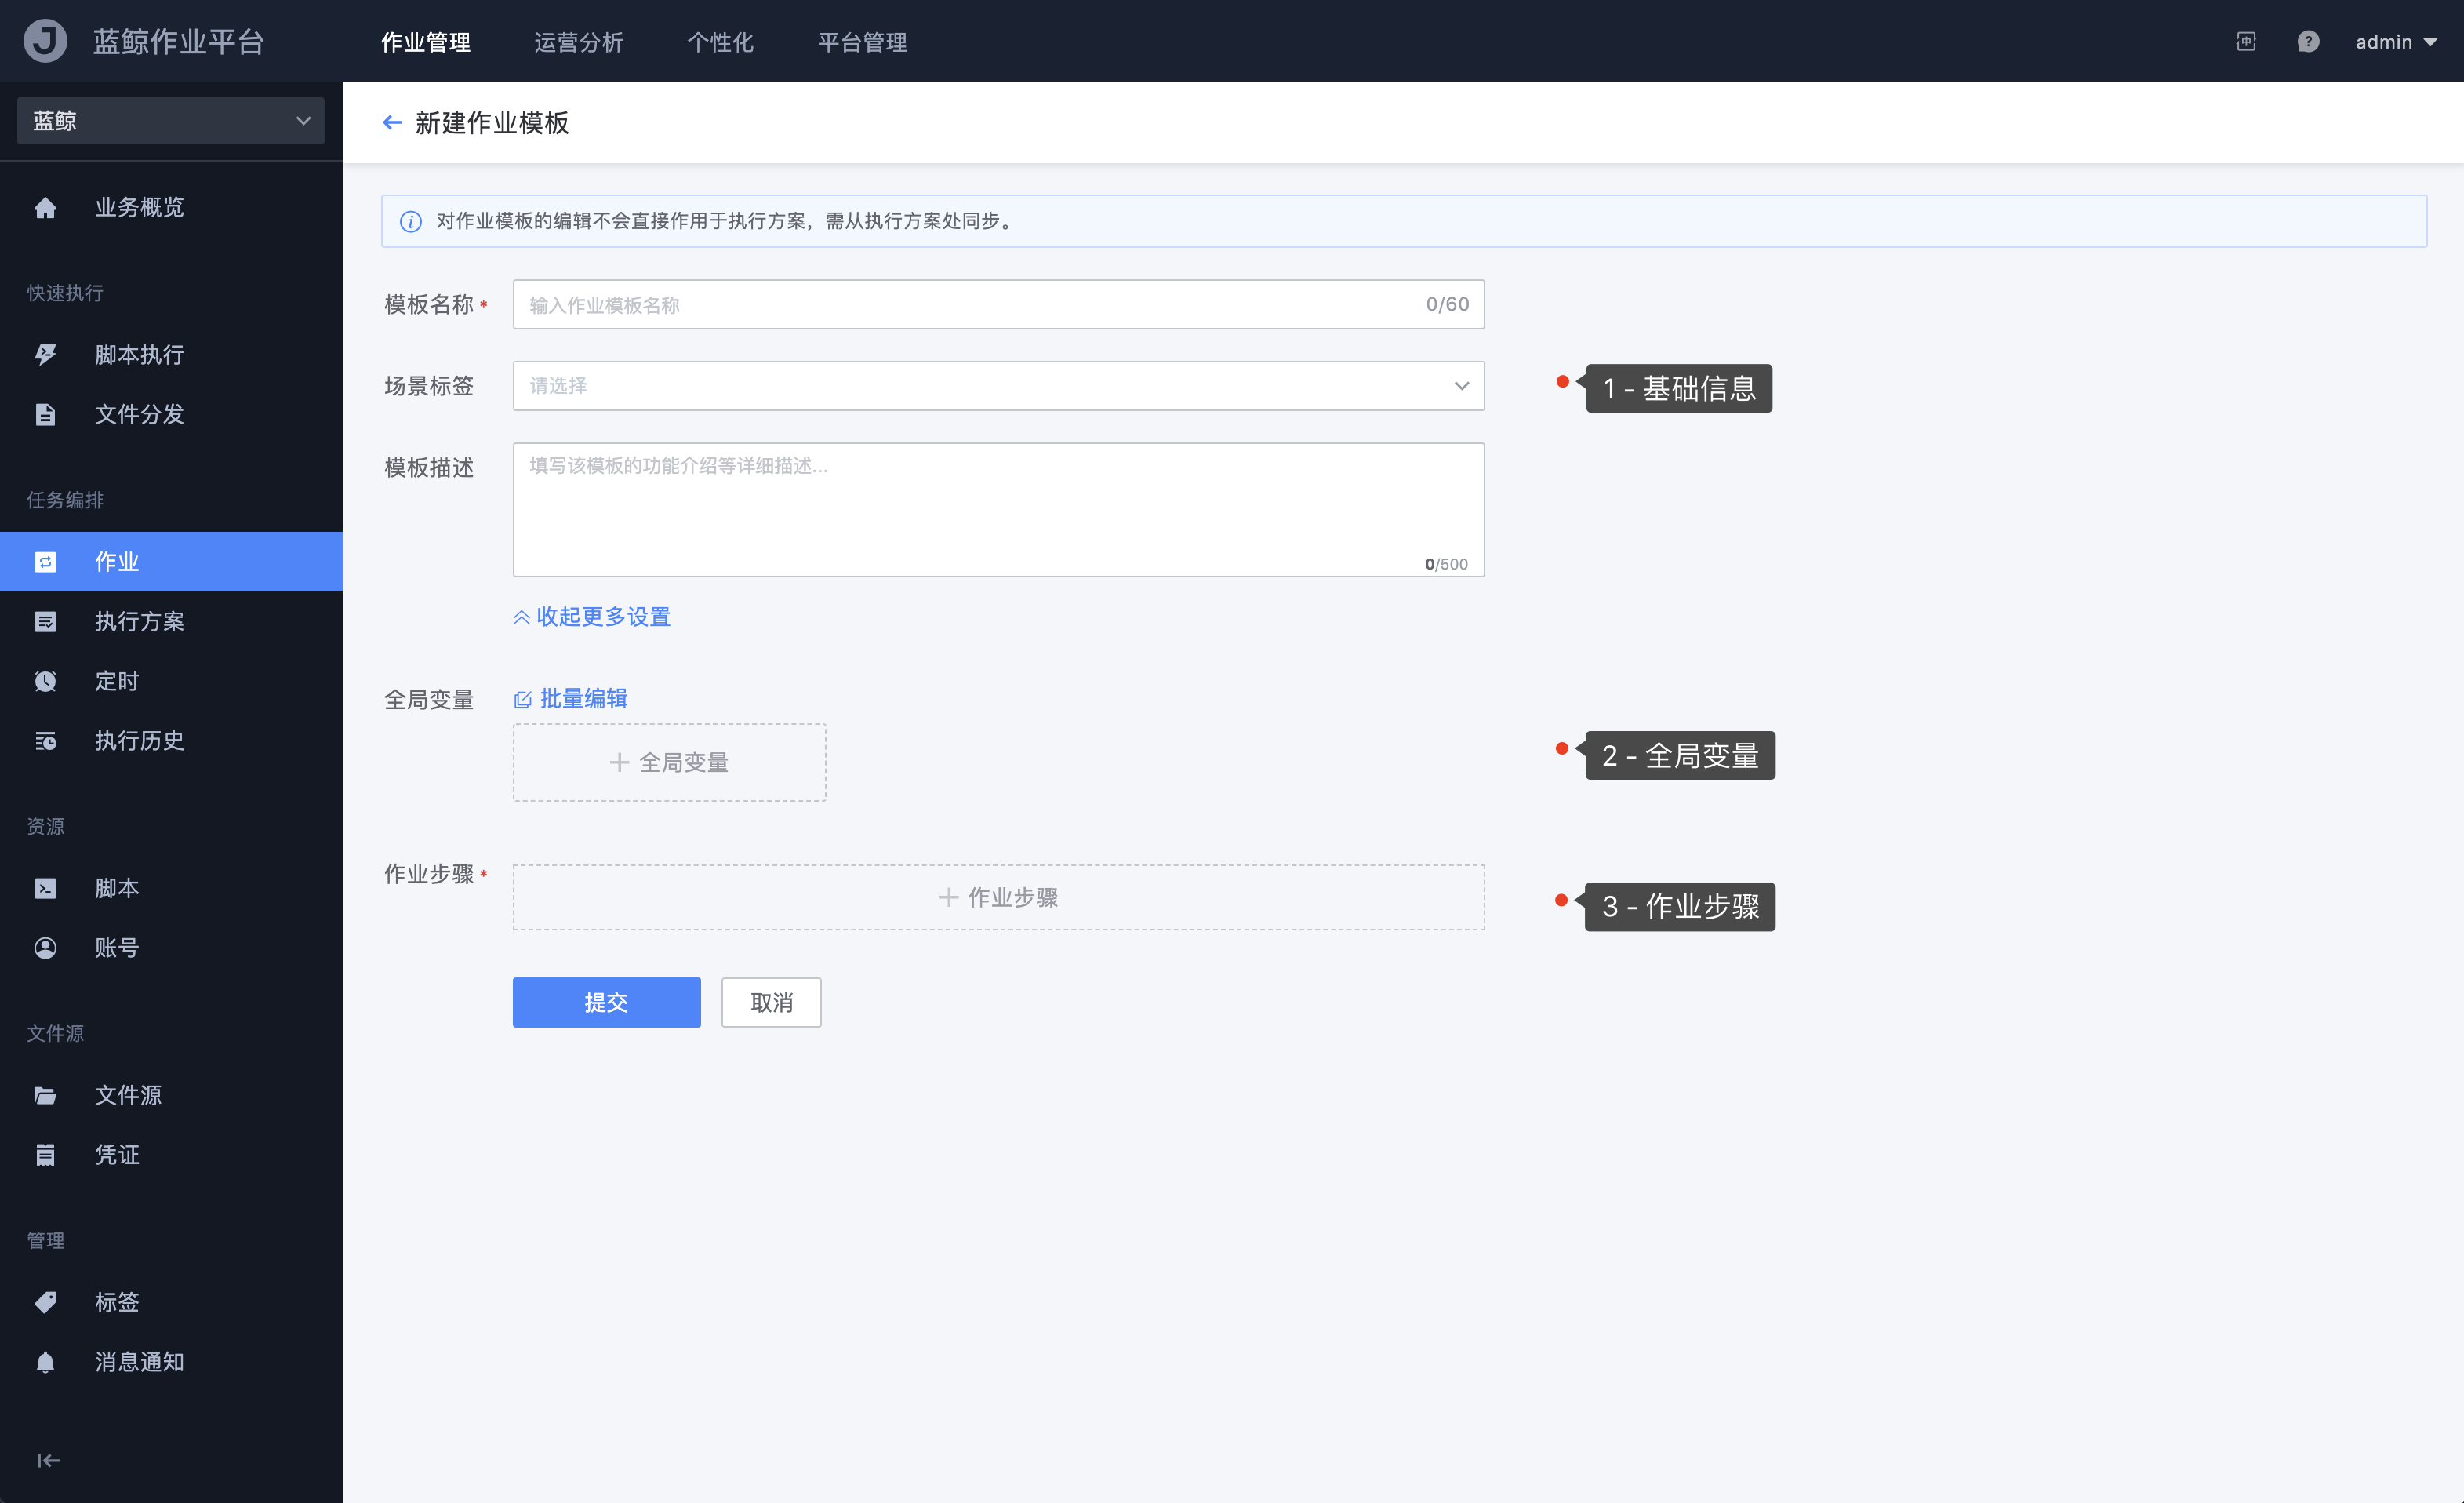 J 蓝鲸作业平台 作业管理 运营分析 个性化 平台管理 中 ? admin
蓝鲸
业务概览
快速执行
脚本执行
文件分发
任务编排
作业
执行方案
定时
执行历史
资源
脚本
账号
文件源
文件源
凭证
管理
标签
消息通知
新建作业模板
对作业模板的编辑不会直接作用于执行方案，需从执行方案处同步。
模板名称 * 输入作业模板名称 0/60
场景标签 请选择
1 - 基础信息
模板描述 填写该模板的功能介绍等详细描述...
0/500
收起更多设置
全局变量 批量编辑
+ 全局变量
2 - 全局变量
作业步骤 * + 作业步骤
3 - 作业步骤
提交 取消